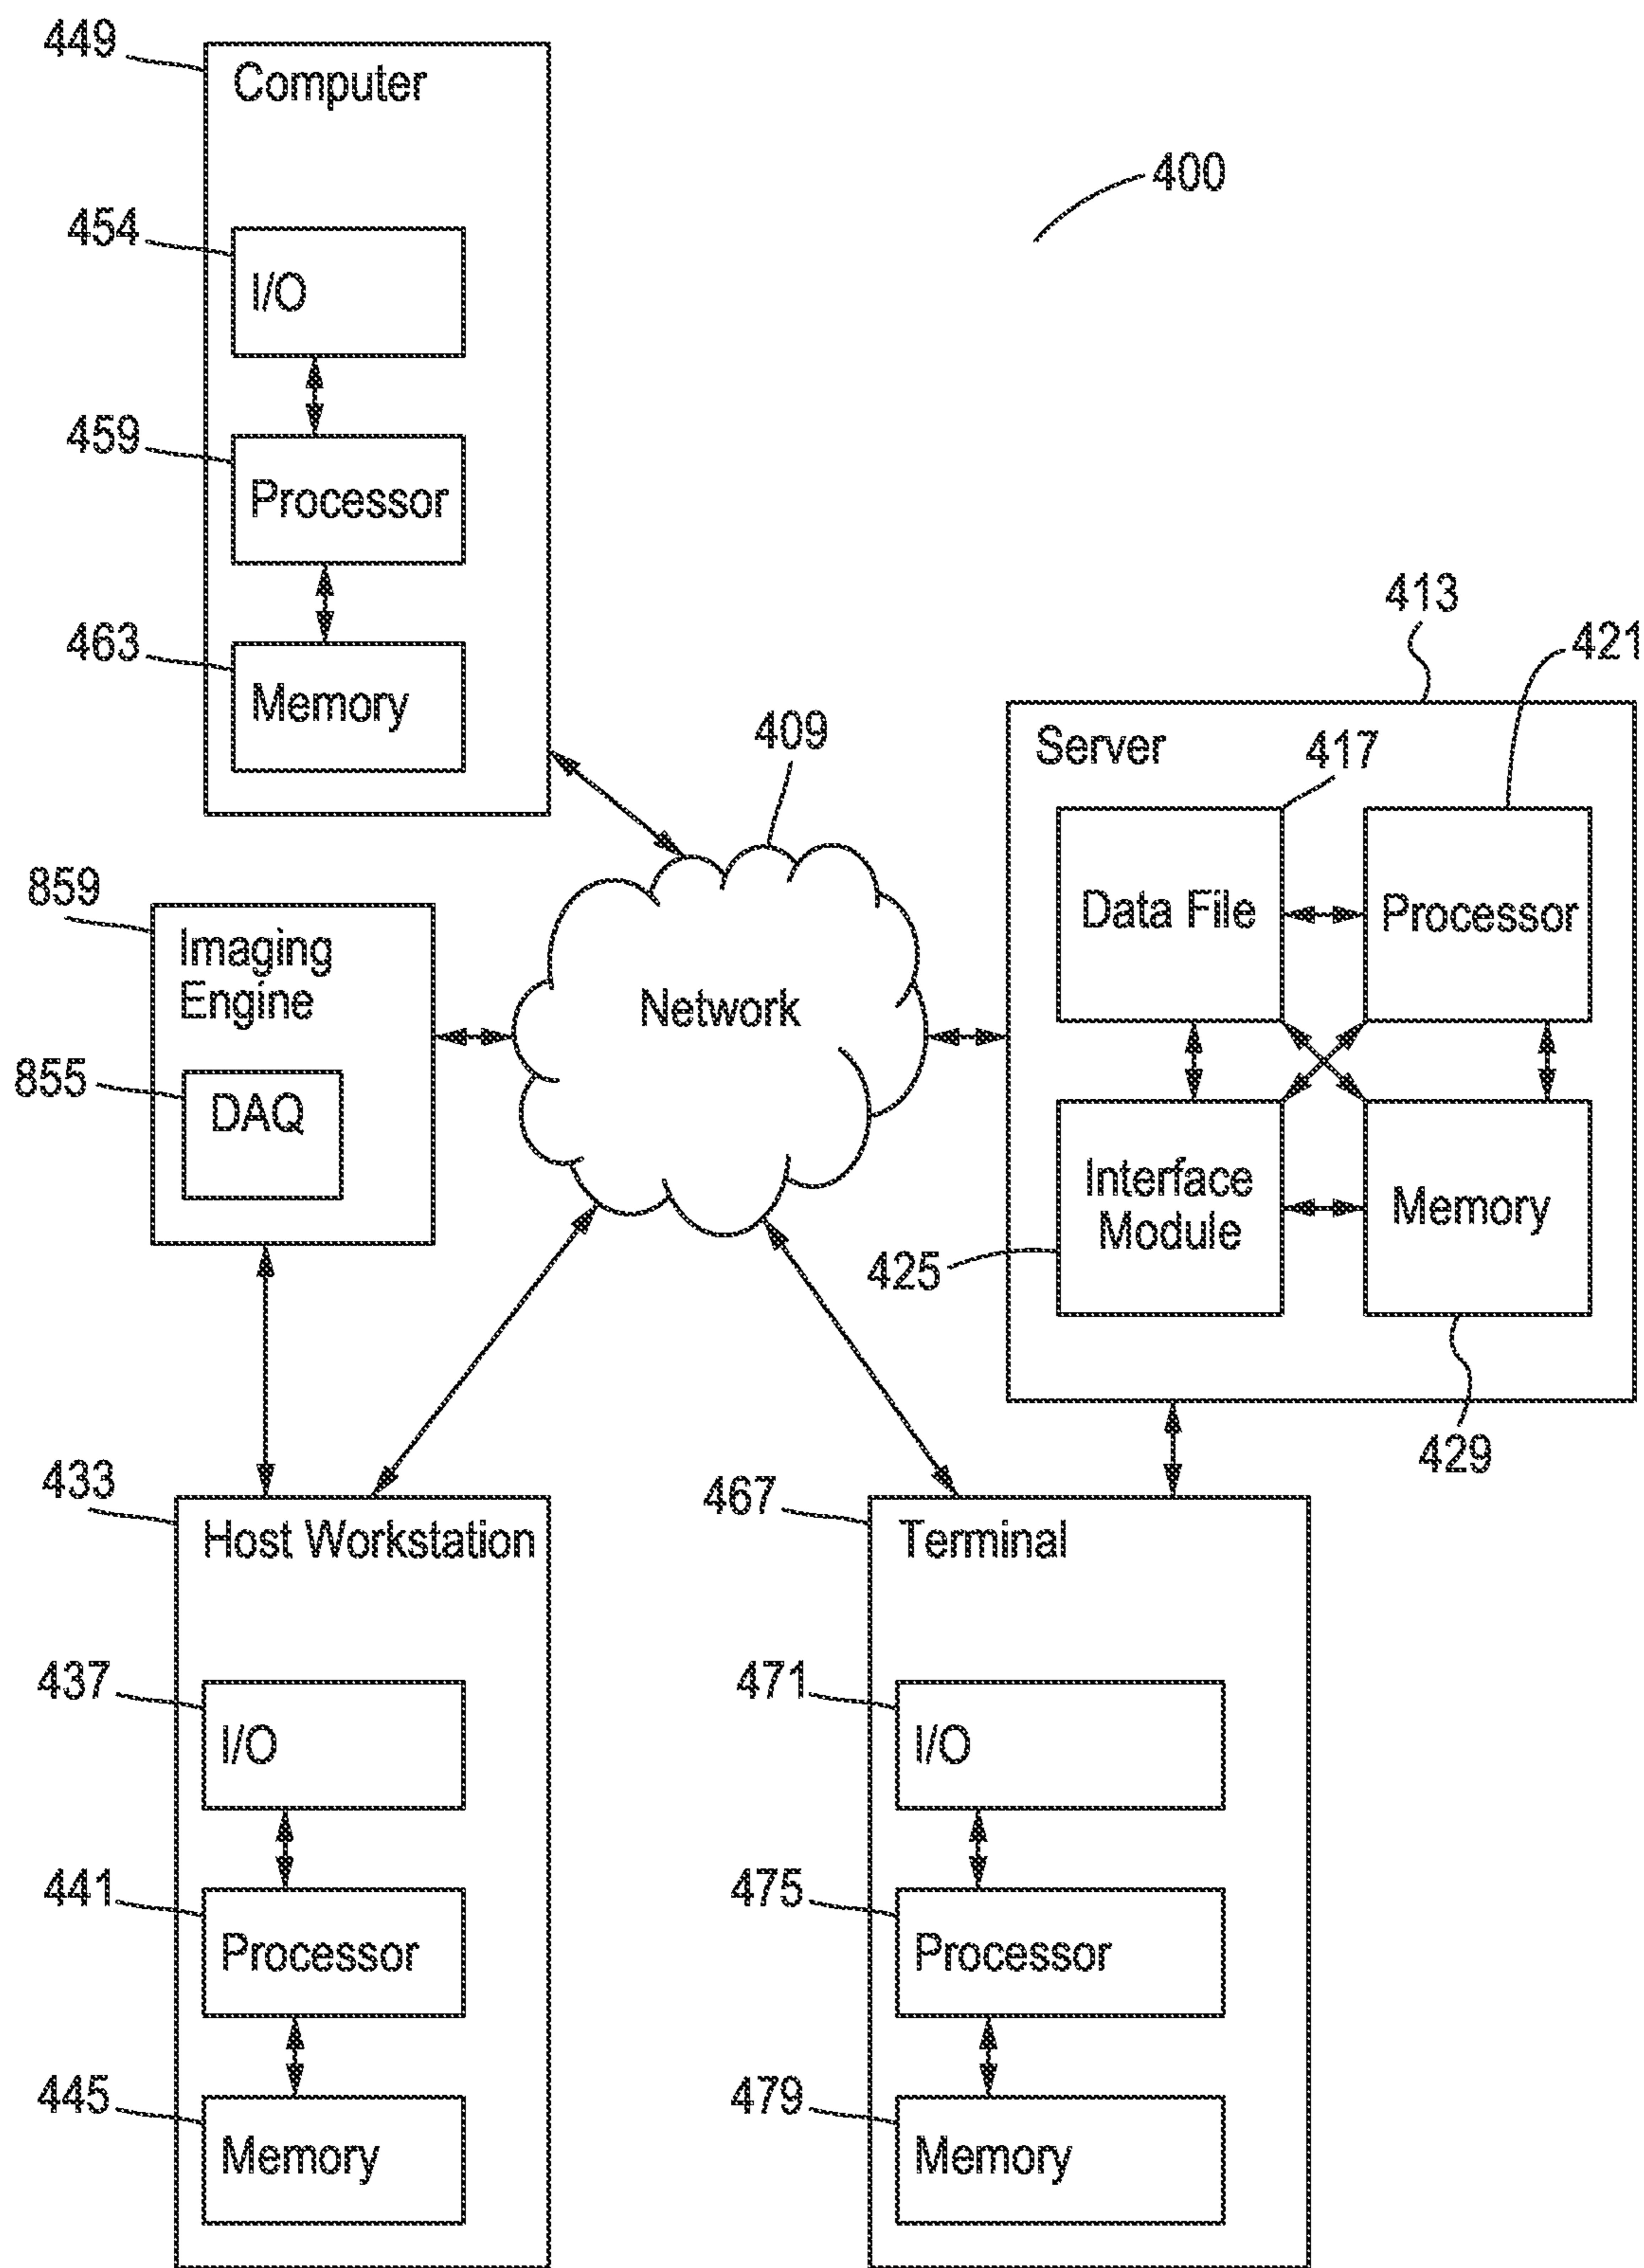 449
Computer
400
454
I/O
459
Processor
413
421
463
Memory
409
Server
417
859
Imaging
Engine
Network
Data File
Processor
855
DAQ
Interface
Module
Memory
425
429
433
Host Workstation
467
Terminal
437
I/O
471
I/O
441
Processor
475
Processor
445
Memory
479
Memory